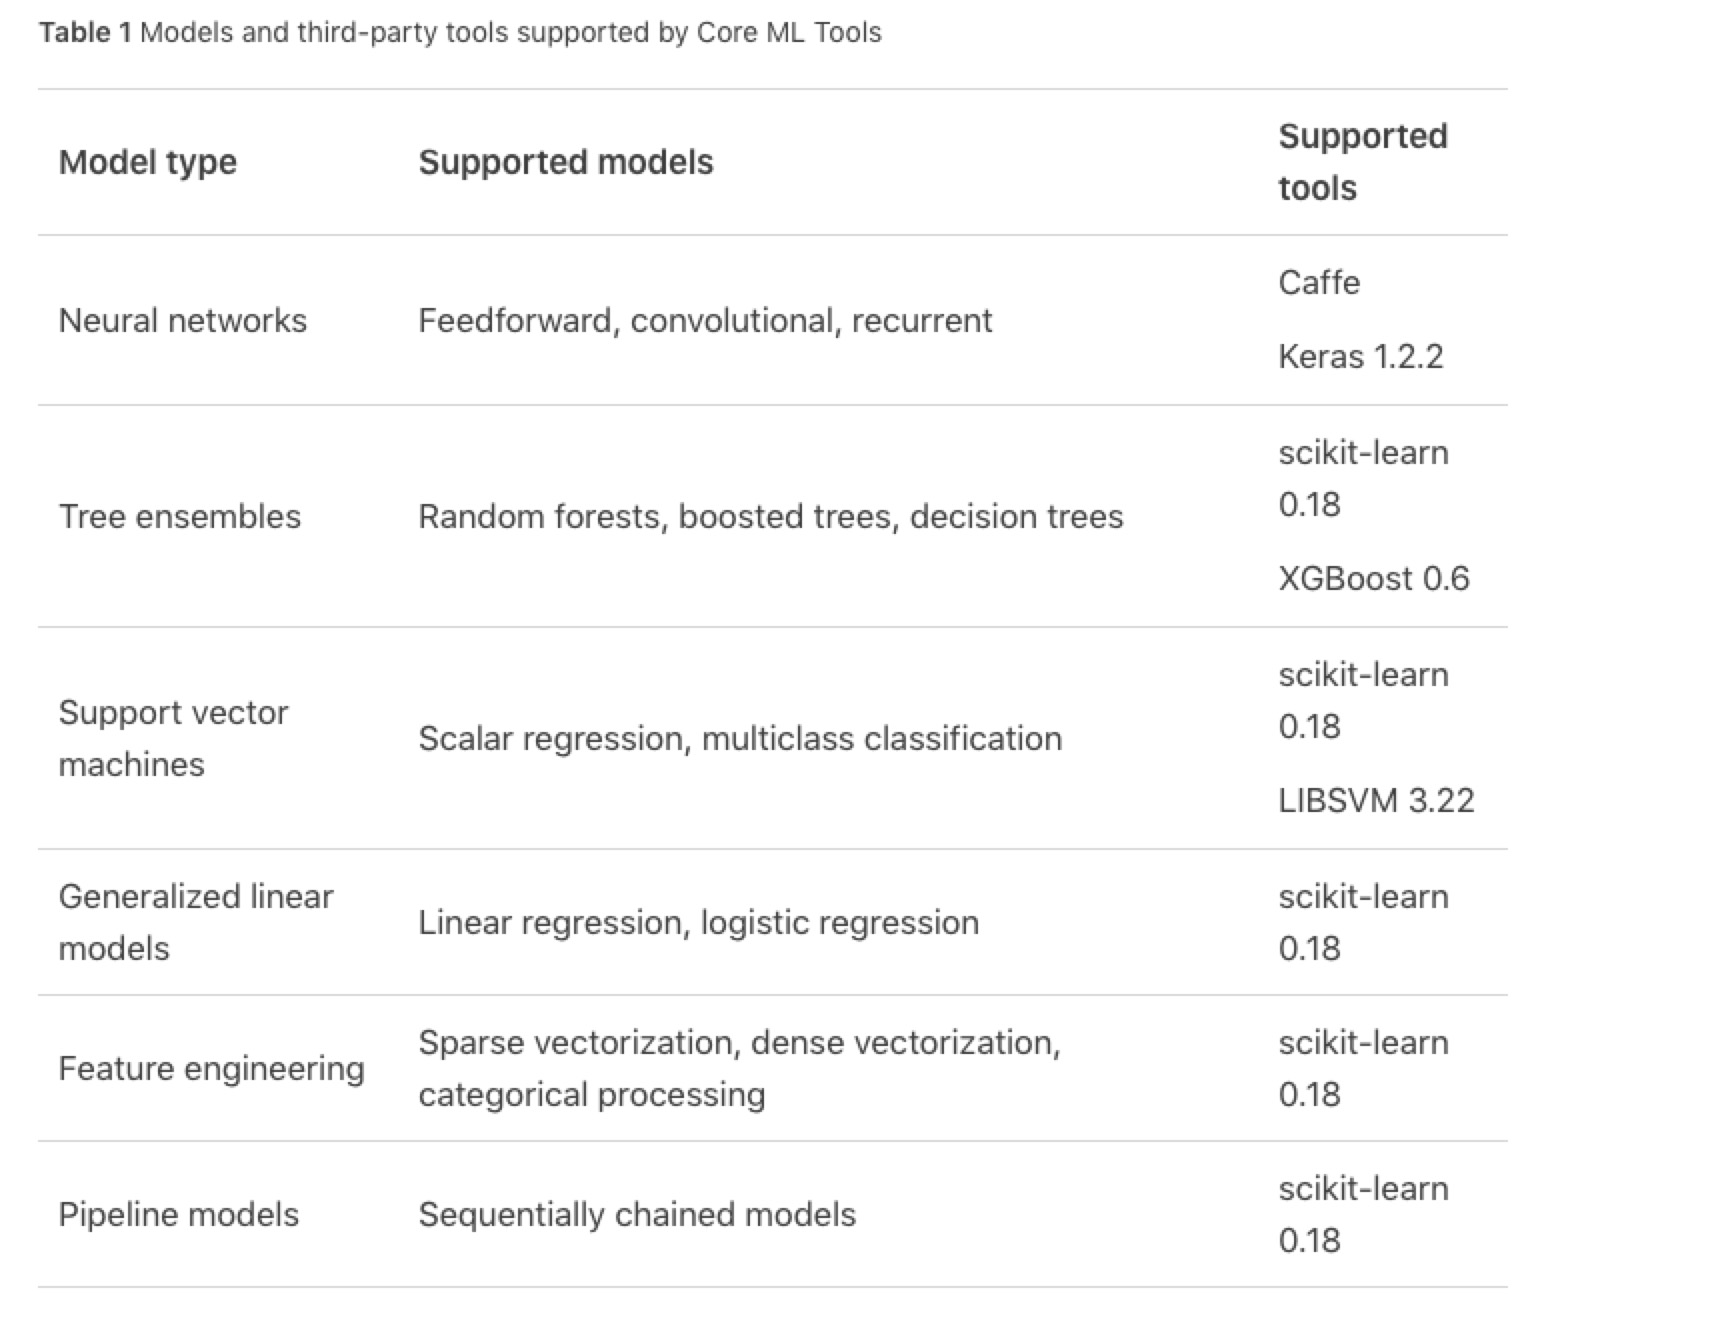 Table 1 Models and third-party tools supported by Core ML Tools
Model type
Supported models
Supported
tools
Neural networks
Feedforward, convolutional, recurrent
Caffe
Keras 1.2.2
Tree ensembles
Random forests, boosted trees, decision trees
scikit-learn
0.18
XGBoost 0.6
Support vector
machines
Scalar regression, multiclass classification
scikit-learn
0.18
LIBSVM 3.22
Generalized linear
models
Linear regression, logistic regression
scikit-learn
0.18
Feature engineering
Sparse vectorization, dense vectorization,
categorical processing
scikit-learn
0.18
Pipeline models
Sequentially chained models
scikit-learn
0.18